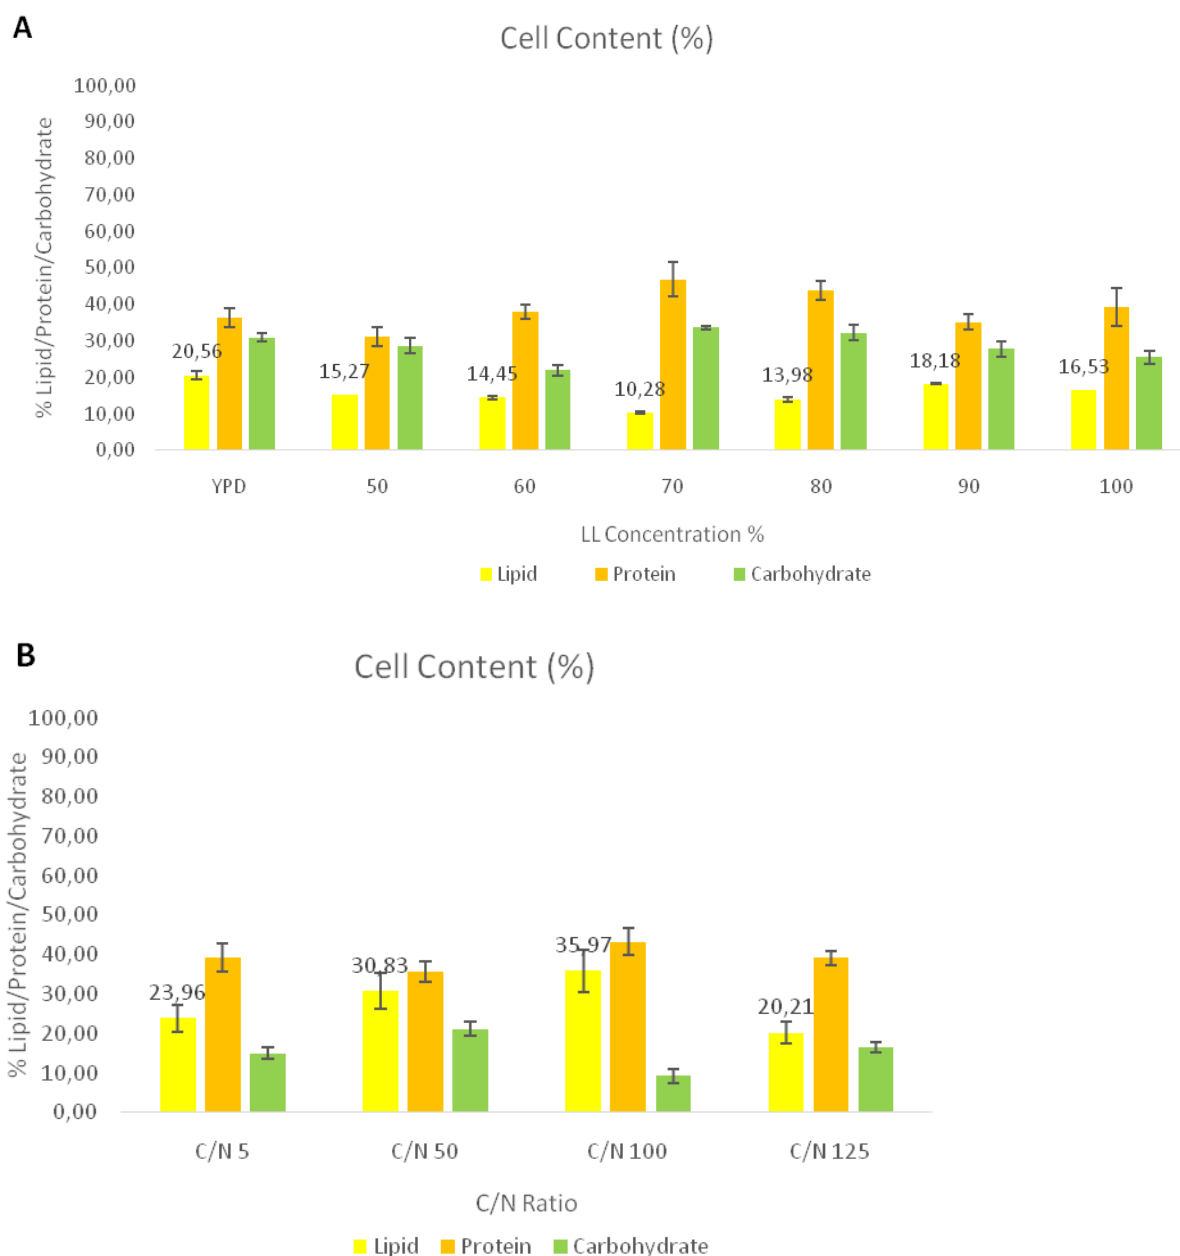 A
Cell Content (%)
% Lipid/Protein/Carbohydrate
100,00
90,00
80,00
70,00
60,00
50,00
40,00
30,00
20,00
10,00
0,00
20,56
15,27
14,45
10,28
13,98
18,18
16,53
YPD 50 60 70 80 90 100
LL Concentration %
Lipid Protein Carbohydrate
B
Cell Content (%)
% Lipid/Protein/Carbohydrate
100,00
90,00
80,00
70,00
60,00
50,00
40,00
30,00
20,00
10,00
0,00
23,96
30,83
35,97
20,21
C/N 5 C/N 50 C/N 100 C/N 125
C/N Ratio
Lipid Protein Carbohydrate